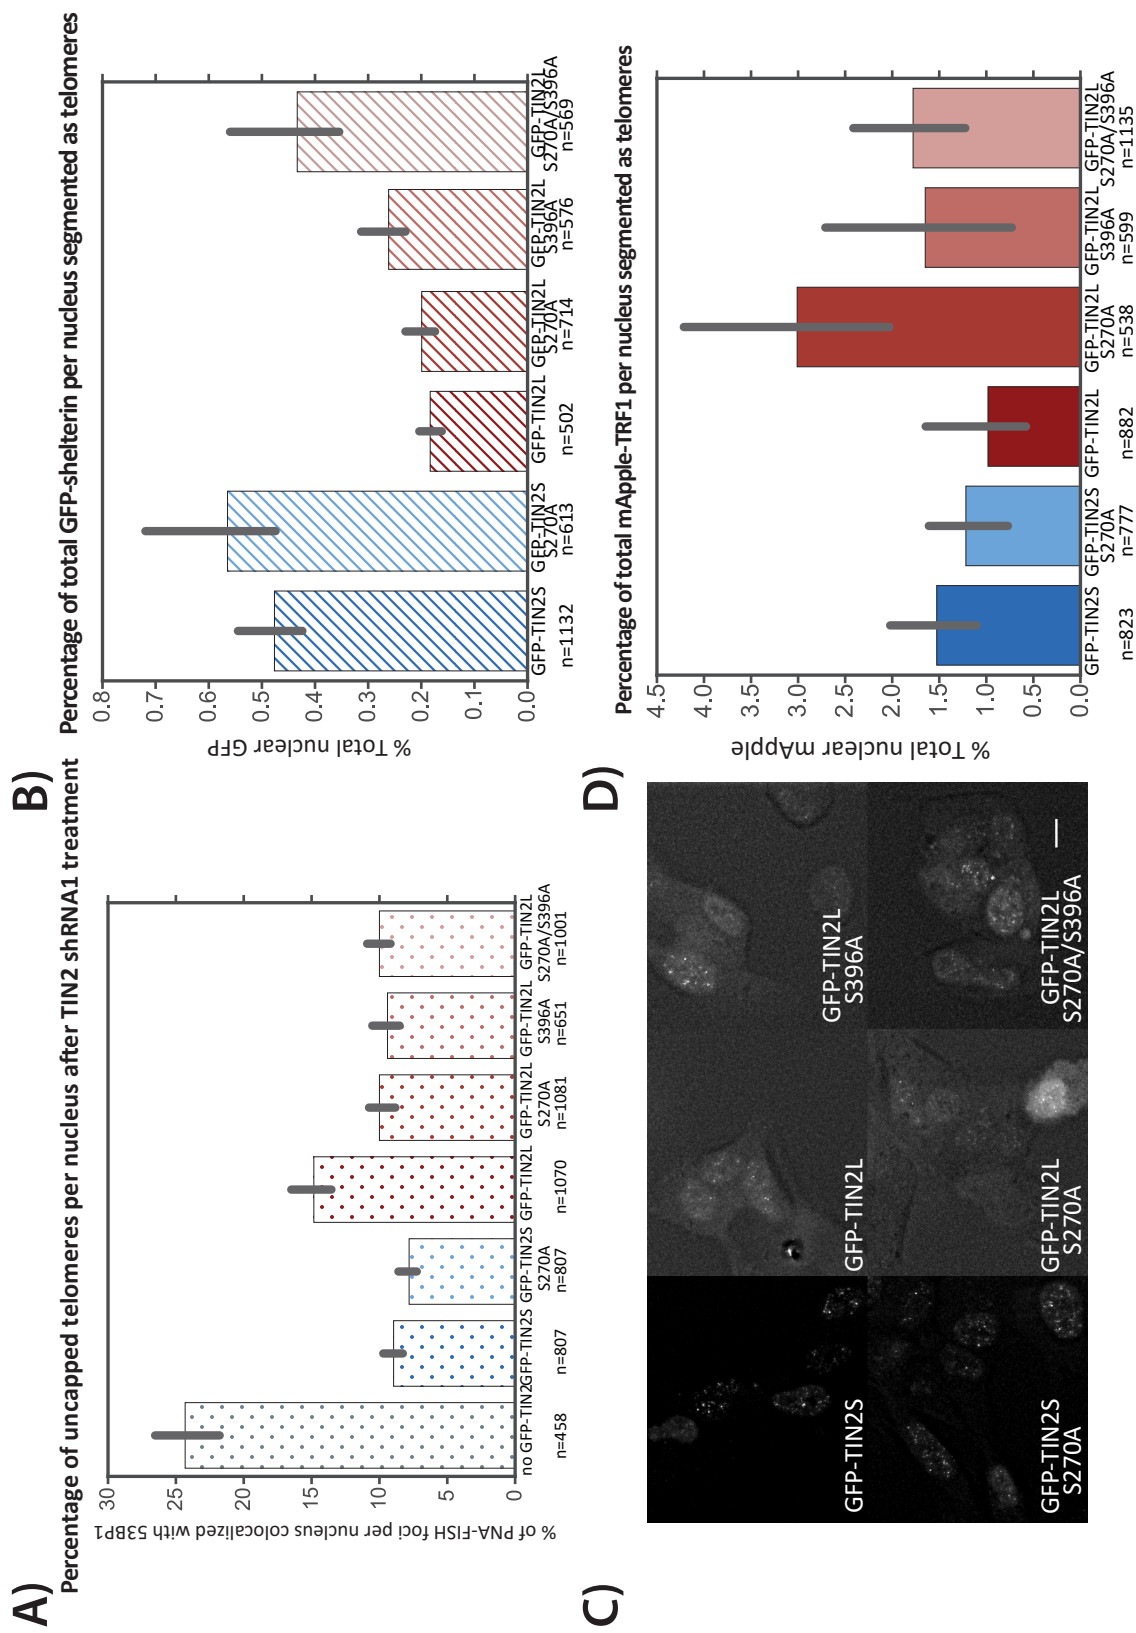 A)
Percentage of uncapped telomeres per nucleus after TIN2 shRNA1 treatment
% of PNA-FISH foci per nucleus colocalized with 53BP1
30
25
20
15
10
5
0
no GFP-TIN2
n=458
GFP-TIN2S
n=807
GFP-TIN2S
S270A
n=807
GFP-TIN2L
n=1070
GFP-TIN2L
S270A
n=1081
GFP-TIN2L
S396A
n=651
GFP-TIN2L
S270A/S396A
n=1001
B)
Percentage of total GFP-shelterin per nucleus segmented as telomeres
% Total nuclear GFP
0.8
0.7
0.6
0.5
0.4
0.3
0.2
0.1
0.0
GFP-TIN2S
n=1132
GFP-TIN2S
S270A
n=613
GFP-TIN2L
n=502
GFP-TIN2L
S270A
n=714
GFP-TIN2L
S396A
n=576
GFP-TIN2L
S270A/S396A
n=569
C)
GFP-TIN2S
GFP-TIN2L
GFP-TIN2L
S396A
GFP-TIN2S
S270A
GFP-TIN2L
S270A
GFP-TIN2L
S270A/S396A
D)
Percentage of total mApple-TRF1 per nucleus segmented as telomeres
% Total nuclear mApple
4.5
4.0
3.5
3.0
2.5
2.0
1.5
1.0
0.5
0.0
GFP-TIN2S
n=823
GFP-TIN2S
S270A
n=777
GFP-TIN2L
n=882
GFP-TIN2L
S270A
n=538
GFP-TIN2L
S396A
n=599
GFP-TIN2L
S270A/S396A
n=1135